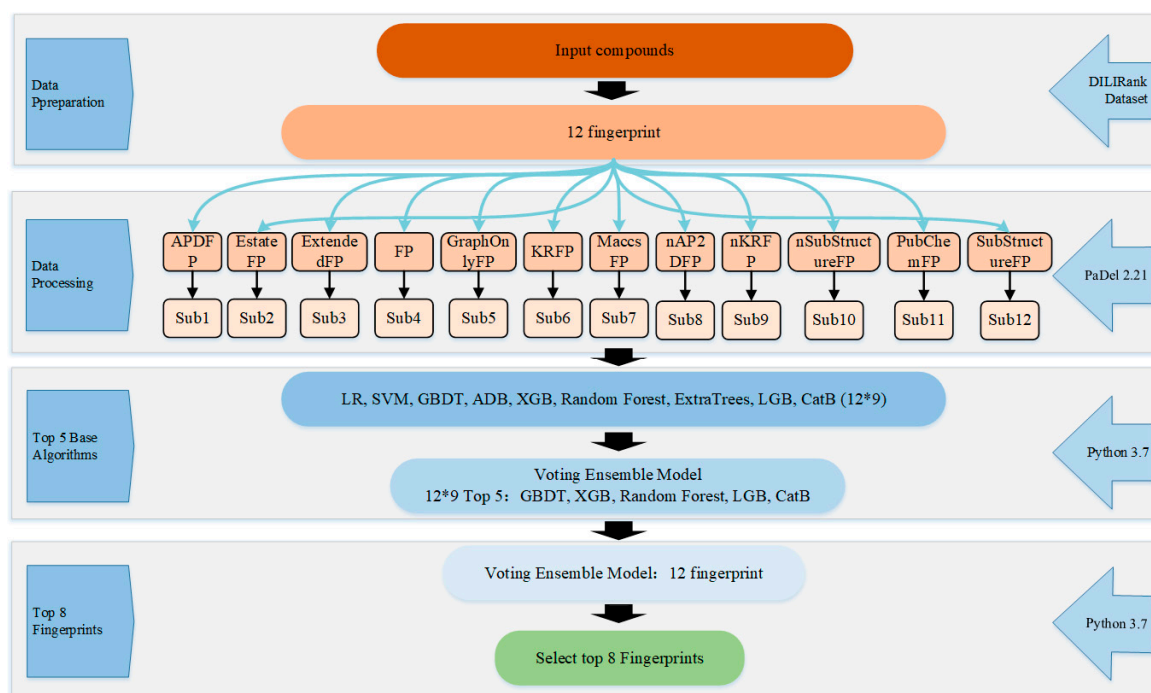 Input compounds
Data
Ppreparation
DILIRank
Dataset
12 fingerprint
APDF
P
Estate
FP
Extende
dFP
FP
GraphOn
lyFP
KRFP
Maccs
FP
nAP2
DFP
nKRF
P
nSubStruct
ureFP
PubChe
mFP
SubStruct
ureFP
Data
Processing
PaDel 2.21
Sub1
Sub2
Sub3
Sub4
Sub5
Sub6
Sub7
Sub8
Sub9
Sub10
Sub11
Sub12
LR, SVM, GBDT, ADB, XGB, Random Forest, ExtraTrees, LGB, CatB (12*9)
Top 5 Base
Algorithms
Python 3.7
Voting Ensemble Model
12*9 Top 5：GBDT, XGB, Random Forest, LGB, CatB
Voting Ensemble Model：12 fingerprint
Top 8
Fingerprints
Python 3.7
Select top 8 Fingerprints